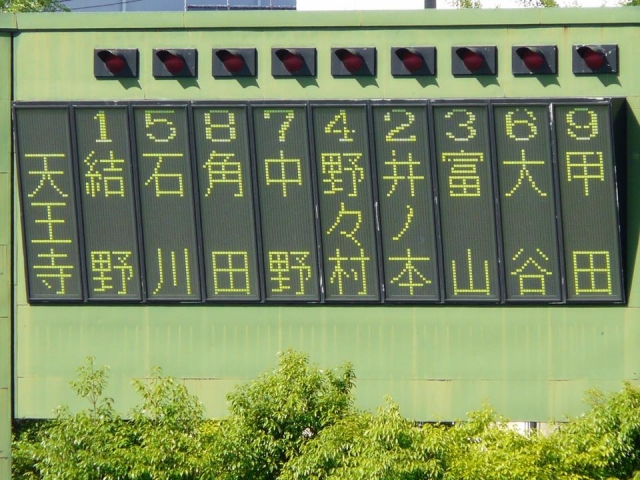 天王寺
1結野
5石川
8角田
7中野
4野々村
2井ノ本
3富山
6大谷
9甲田